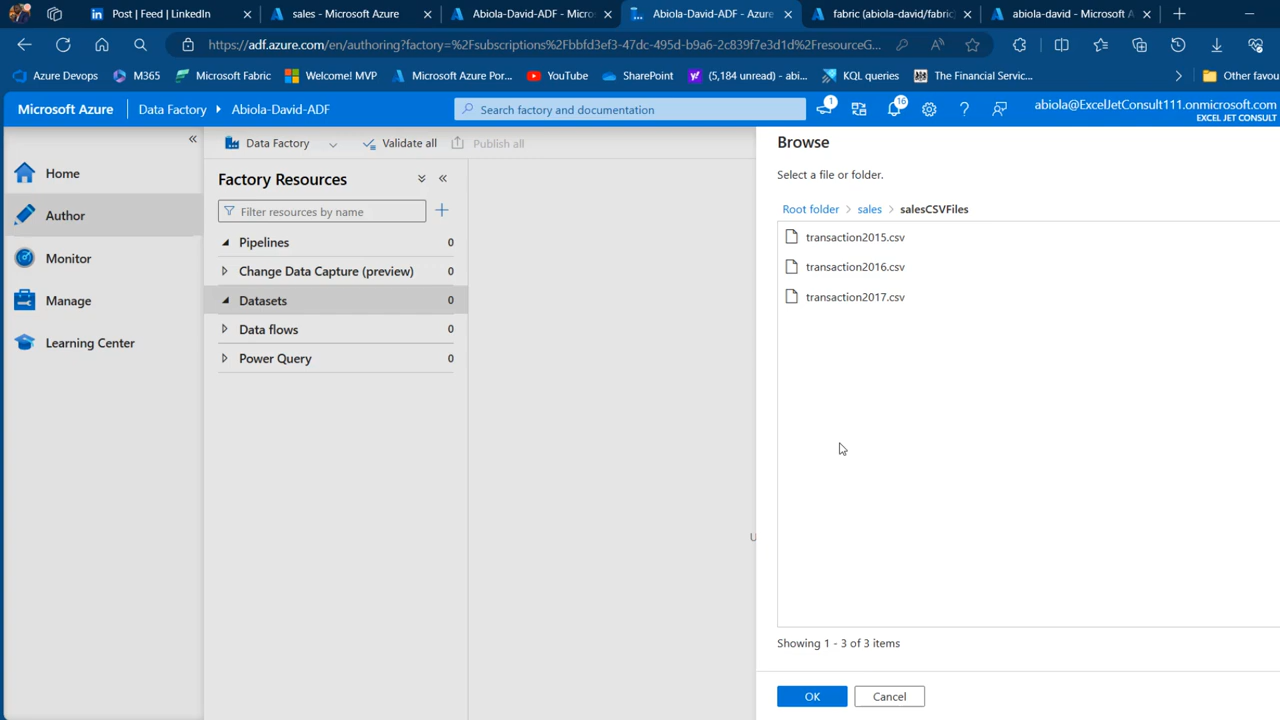 Post | Feed | LinkedIn
sales - Microsoft Azure
Abiola-David-ADF - Micro
Abiola-David-ADF - Azure
fabric (abiola-david/fabric
abiola-david - Microsoft A
https://adf.azure.com/en/authoring?factory=%2Fsubscriptions%2Fbbfd3ef3-47dc-495d-b9a6-2c839f7e3d1d%2FresourceG...
Azure Devops
M365
Microsoft Fabric
Welcome! MVP
Microsoft Azure Por...
YouTube
SharePoint
(5,184 unread) - abi...
KQL queries
The Financial Servic...
Other favou
Microsoft Azure
Data Factory
Abiola-David-ADF
Search factory and documentation
1
16
abiola@ExcelJetConsult111.onmicrosoft.com
EXCEL JET CONSULT
Home
Author
Monitor
Manage
Learning Center
Data Factory
Validate all
Publish all
Factory Resources
Filter resources by name
Pipelines 0
Change Data Capture (preview) 0
Datasets 0
Data flows 0
Power Query 0
Browse
Select a file or folder.
Root folder > sales > salesCSVFiles
transaction2015.csv
transaction2016.csv
transaction2017.csv
Showing 1 - 3 of 3 items
OK
Cancel